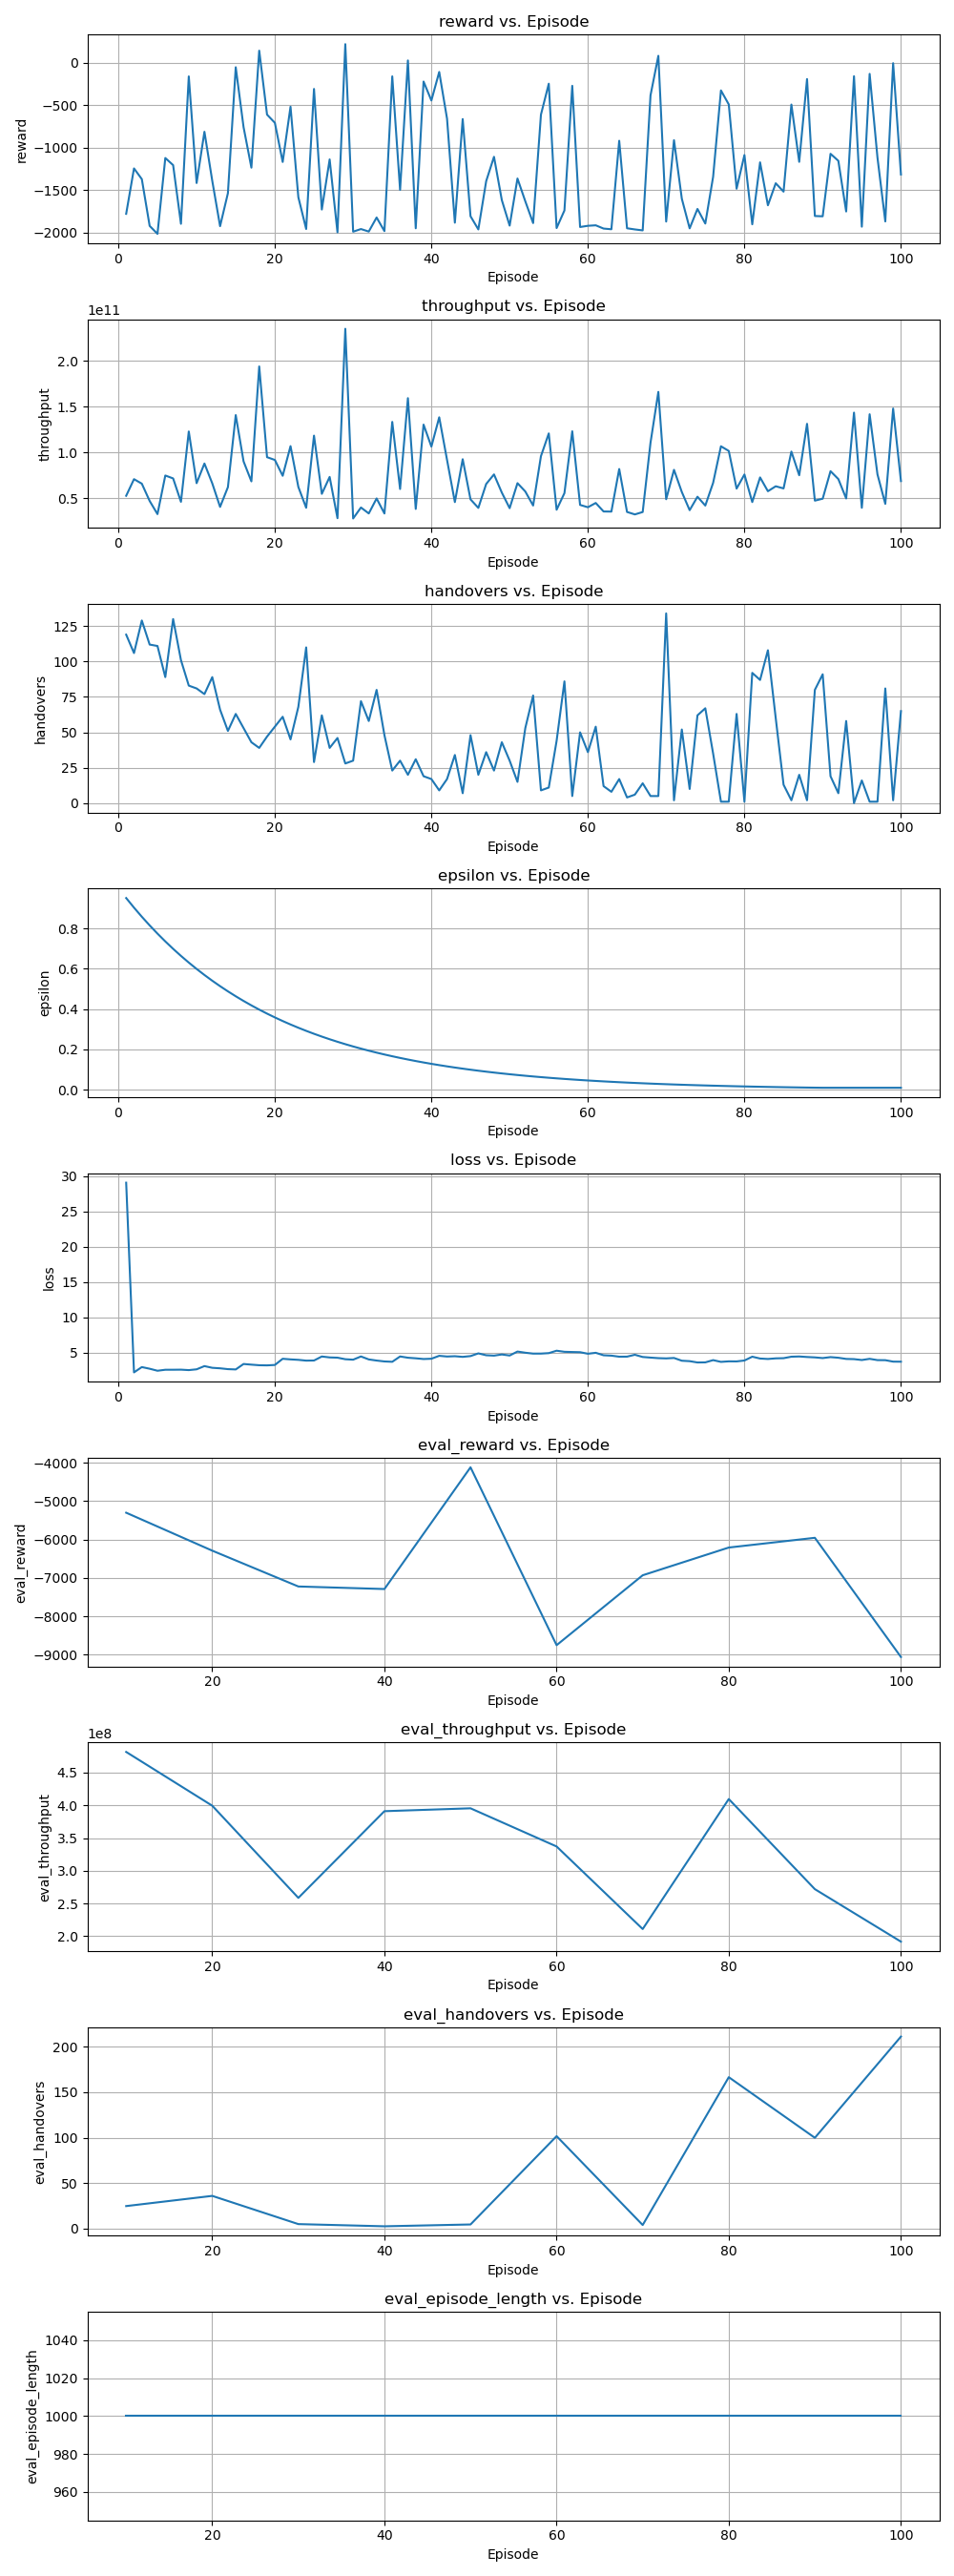 reward vs. Episode
0
−500
−1000
−1500
−2000
reward
0 20 40 60 80 100
Episode
throughput vs. Episode
1e11
2.0
1.5
1.0
0.5
throughput
0 20 40 60 80 100
Episode
handovers vs. Episode
125
100
75
50
25
0
handovers
0 20 40 60 80 100
Episode
epsilon vs. Episode
0.8
0.6
0.4
0.2
0.0
epsilon
0 20 40 60 80 100
Episode
loss vs. Episode
30
25
20
15
10
5
loss
0 20 40 60 80 100
Episode
eval_reward vs. Episode
−4000
−5000
−6000
−7000
−8000
−9000
eval_reward
20 40 60 80 100
Episode
eval_throughput vs. Episode
1e8
4.5
4.0
3.5
3.0
2.5
2.0
eval_throughput
20 40 60 80 100
Episode
eval_handovers vs. Episode
200
150
100
50
0
eval_handovers
20 40 60 80 100
Episode
eval_episode_length vs. Episode
1040
1020
1000
980
960
eval_episode_length
20 40 60 80 100
Episode